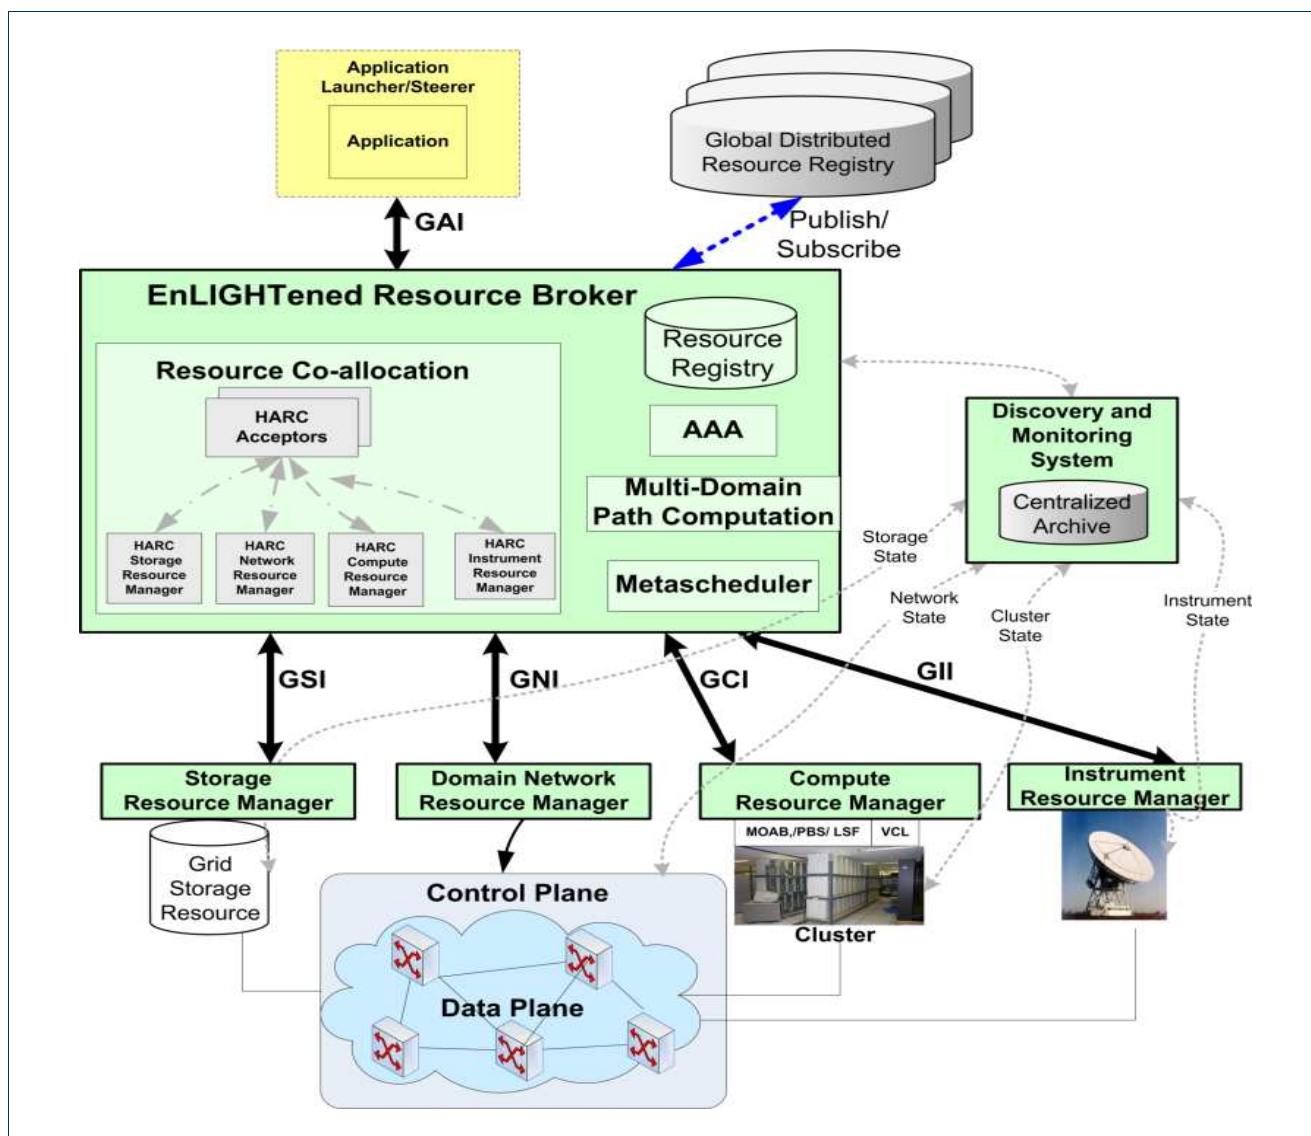 Application
Launcher/Steerer
Application
Global Distributed
Resource Registry
GAI
Publish/
Subscribe
EnLIGHTened Resource Broker
Resource
Registry
Resource Co-allocation
HARC
Acceptors
AAA
Discovery and
Monitoring
System
Centralized
Archive
Multi-Domain
Path Computation
HARC
Storage
Resource
Manager
HARC
Network
Resource
Manager
HARC
Compute
Resource
Manager
HARC
Instrument
Resource
Manager
Metascheduler
Storage
State
Network
State
Cluster
State
Instrument
State
GSI
GNI
GCI
GII
Storage
Resource Manager
Domain Network
Resource Manager
Compute
Resource Manager
Instrument
Resource Manager
MOAB,/PBS/ LSF
VCL
Grid
Storage
Resource
Control Plane
Cluster
Data Plane